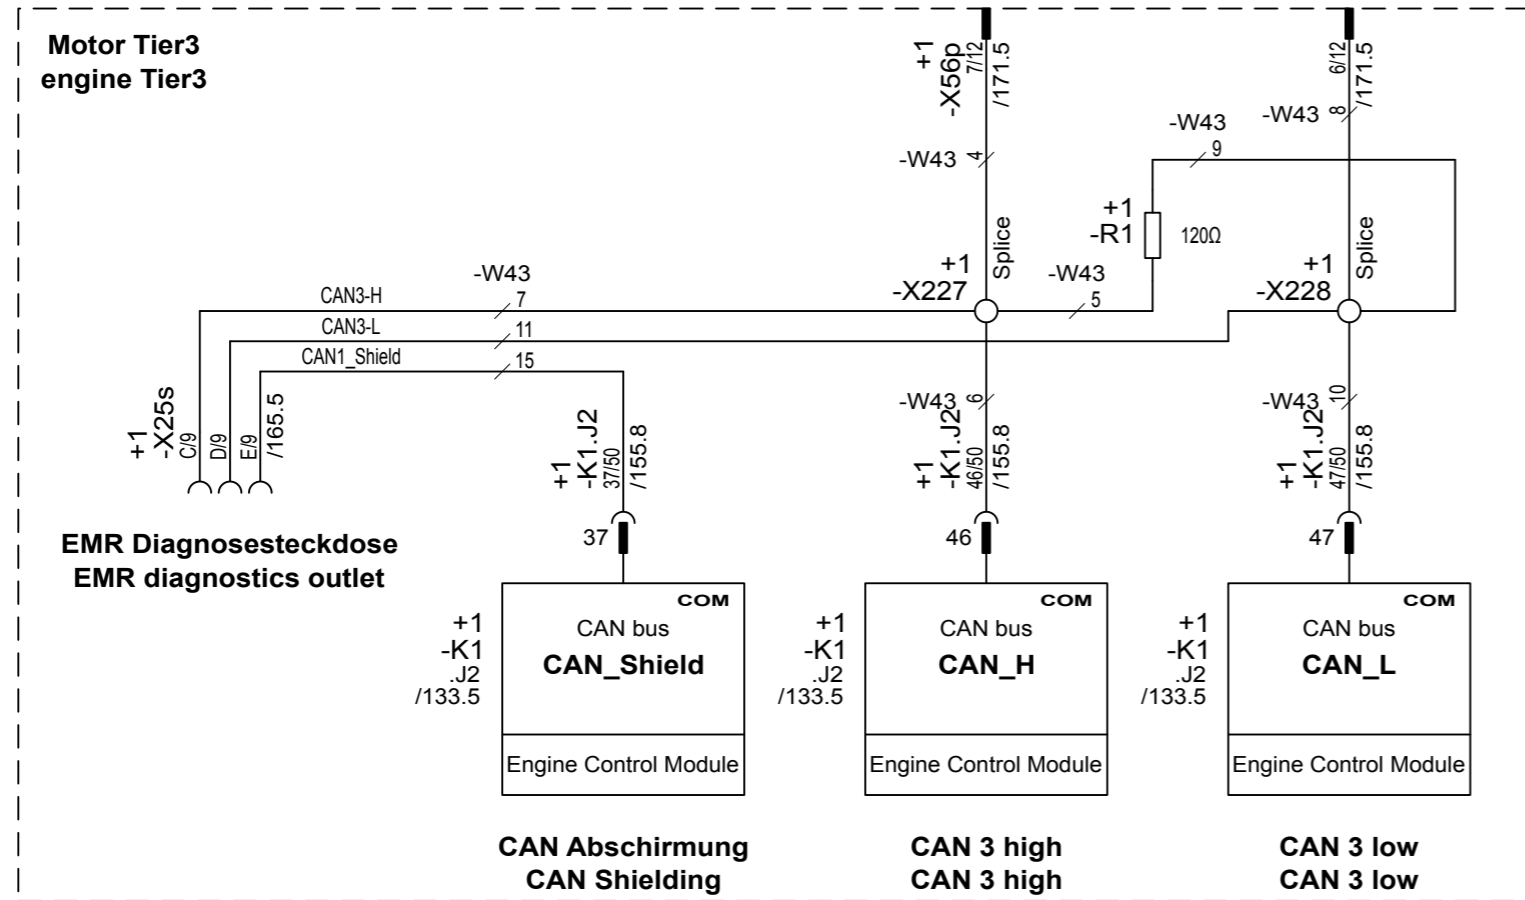 Motor Tier3
engine Tier3
+1
-X56p
7/12
/171.5
6/12
/171.5
-W43
4
-W43
8
-W43
9
+1
-R1
120Ω
+1
-X227
Splice
-W43
5
+1
-X228
Splice
-W43
CAN3-H
7
CAN3-L
11
CAN1_Shield
15
+1
-X25s
C/9
D/9
E/9
/165.5
EMR Diagnosesteckdose
EMR diagnostics outlet
+1
-K1.J2
37/50
/155.8
37
-W43
6
+1
-K1.J2
46/50
/155.8
46
-W43
10
+1
-K1.J2
47/50
/155.8
47
+1
-K1
.J2
/133.5
COM
CAN bus
CAN_Shield
Engine Control Module
+1
-K1
.J2
/133.5
COM
CAN bus
CAN_H
Engine Control Module
+1
-K1
.J2
/133.5
COM
CAN bus
CAN_L
Engine Control Module
CAN Abschirmung
CAN Shielding
CAN 3 high
CAN 3 high
CAN 3 low
CAN 3 low